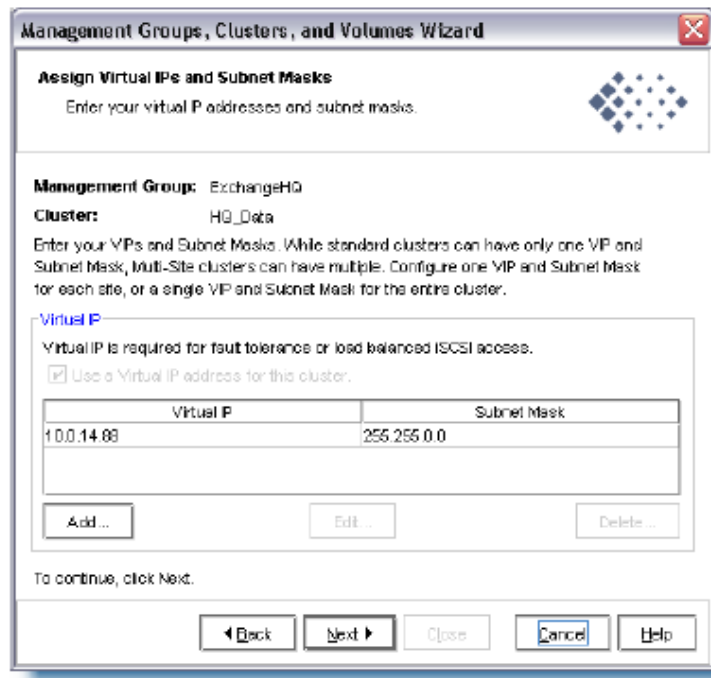 Management Groups, Clusters, and Volumes Wizard
Assign Virtual IPs and Subnet Masks
Enter your virtual IP addresses and subnet masks.
Management Group: ExchangeHQ
Cluster: HQ_Data
Enter your VIPs and Subnet Masks. While standard clusters can have only one VIP and
Subnet Mask, Multi-Site clusters can have multiple. Configure one VIP and Subnet Mask
for each site, or a single VIP and Subnet Mask for the entire cluster.
Virtual IP
Virtual IP is required for fault tolerance or load balanced iSCSI access.
Use a Virtual IP address for this cluster.
Virtual IP Subnet Mask
10.0.14.88 255.255.0.0
Add... Edit... Delete...
To continue, click Next.
Back Next Close Cancel Help